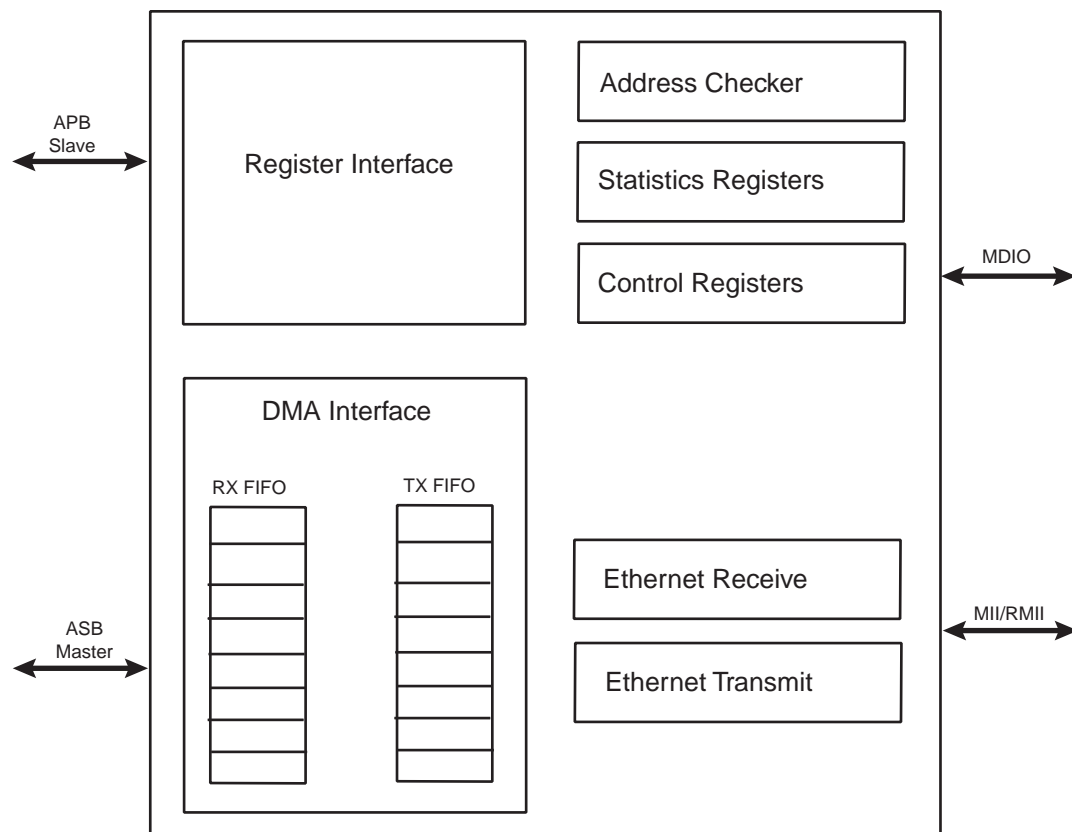 APB
Slave
Register Interface
Address Checker
Statistics Registers
Control Registers
MDIO
DMA Interface
RX FIFO
TX FIFO
ASB
Master
Ethernet Receive
Ethernet Transmit
MII/RMII